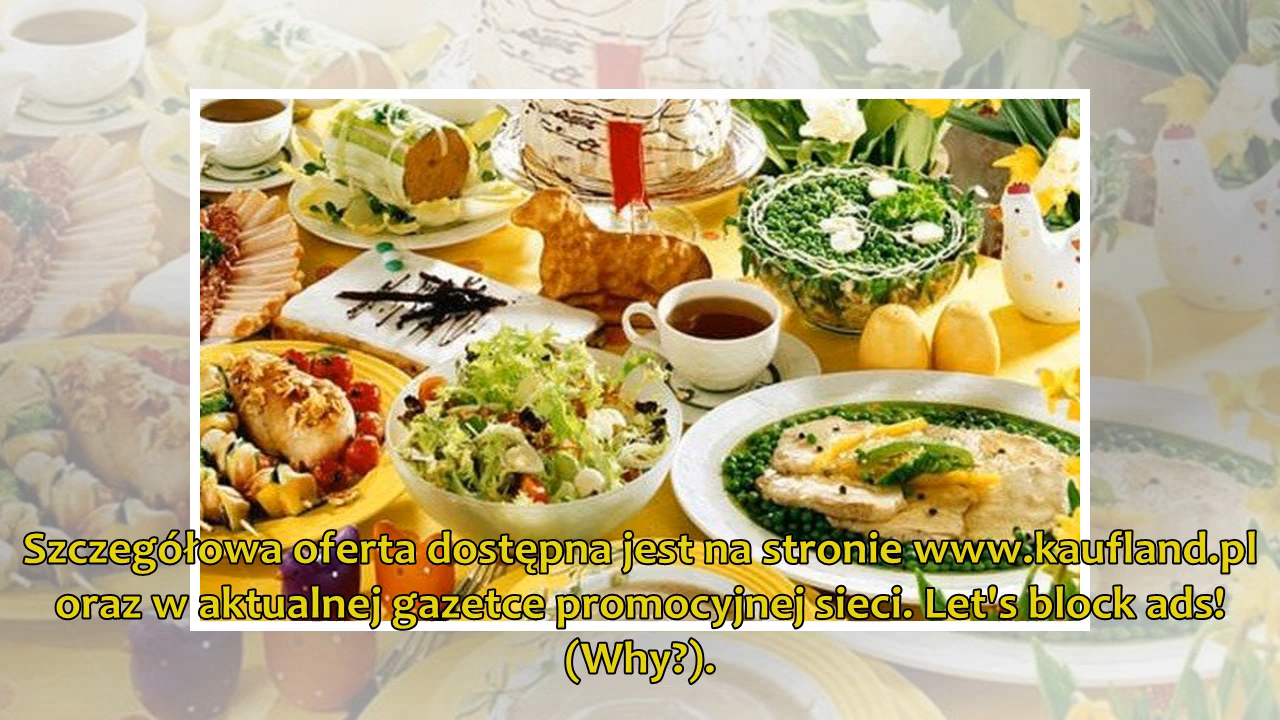 Szczegółowa oferta dostępna jest na stronie www.kaufland.pl
oraz w aktualnej gazetce promocyjnej sieci. Let's block ads!
(Why?).